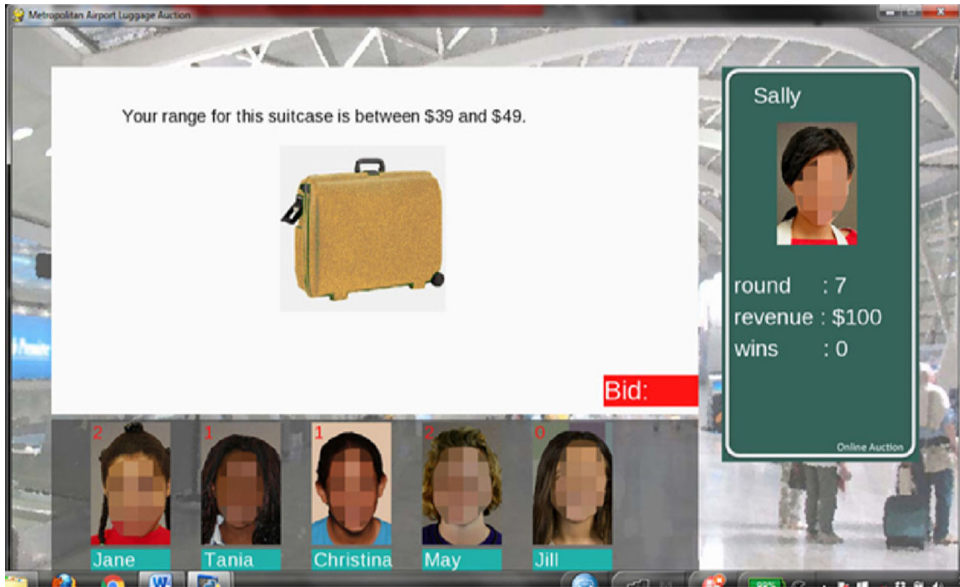 Metropolitan Airport Luggage Auction
Your range for this suitcase is between $39 and $49.
Bid:
Sally
round : 7
revenue : $100
wins : 0
Online Auction
2 1 1 2 0
Jane Tania Christina May Jill
98%